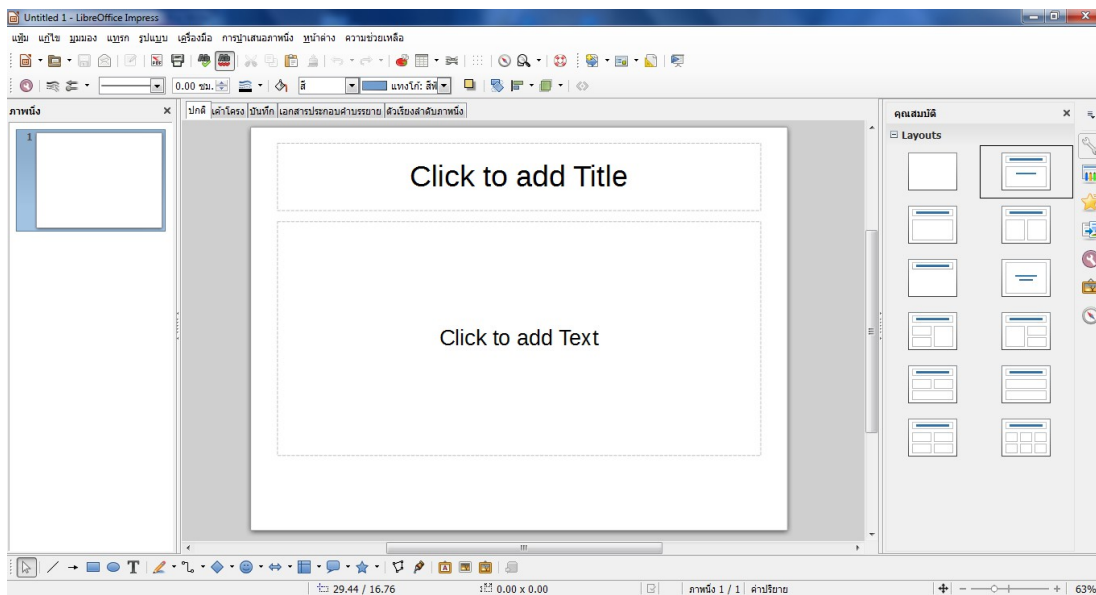 Untitled 1 - LibreOffice Impress
แฟ้ม แก้ไข มุมมอง แทรก รูปแบบ เครื่องมือ การนำเสนอภาพนิ่ง หน้าต่าง ความช่วยเหลือ
0.00 ซม. สี แทงโก้: สีฟ้
ภาพนิ่ง
ปกติ เค้าโครง บันทึก เอกสารประกอบคำบรรยาย ตัวเรียงลำดับภาพนิ่ง
คุณสมบัติ
Layouts
1
Click to add Title
Click to add Text
T
29.44 / 16.76 0.00 x 0.00 ภาพนิ่ง 1 / 1 ค่าปริยาย 63%